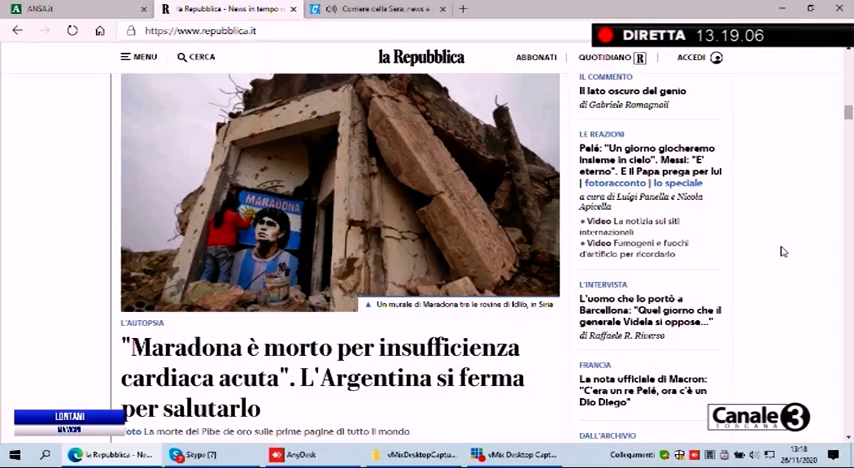 ANSA.it
la Repubblica - News in tempo r
Corriere della Sera: news e
https://www.repubblica.it
DIRETTA 13.19.06
MENU
CERCA
la Repubblica
ABBONATI
QUOTIDIANO R
ACCEDI
MARADONA
Un murale di Maradona tra le rovine di Idlib, in Siria
L'AUTOPSIA
"Maradona è morto per insufficienza
cardiaca acuta". L'Argentina si ferma
per salutarlo
oto La morte del Pibe de oro sulle prime pagine di tutto il mondo
IL COMMENTO
Il lato oscuro del genio
di Gabriele Romagnoli
LE REAZIONI
Pelé: "Un giorno giocheremo
insieme in cielo". Messi: "E'
eterno". E il Papa prega per lui
| fotoracconto | lo speciale
a cura di Luigi Panella e Nicola
Apicella
Video La notizia sui siti
internazionali
Video Fumogeni e fuochi
d'artificio per ricordarlo
L'INTERVISTA
L'uomo che lo portò a
Barcellona: "Quel giorno che il
generale Videla si oppose..."
di Raffaele R. Riverso
FRANCIA
La nota ufficiale di Macron:
"C'era un re Pelé, ora c'è un
Dio Diego"
DALL'ARCHIVIO
LONTANI
Canale 3
TOSCANA
la Repubblica - Ne...
Skype [7]
AnyDesk
vMixDesktopCaptu...
vMix Desktop Capt...
Collegamenti
13:18
26/11/2020